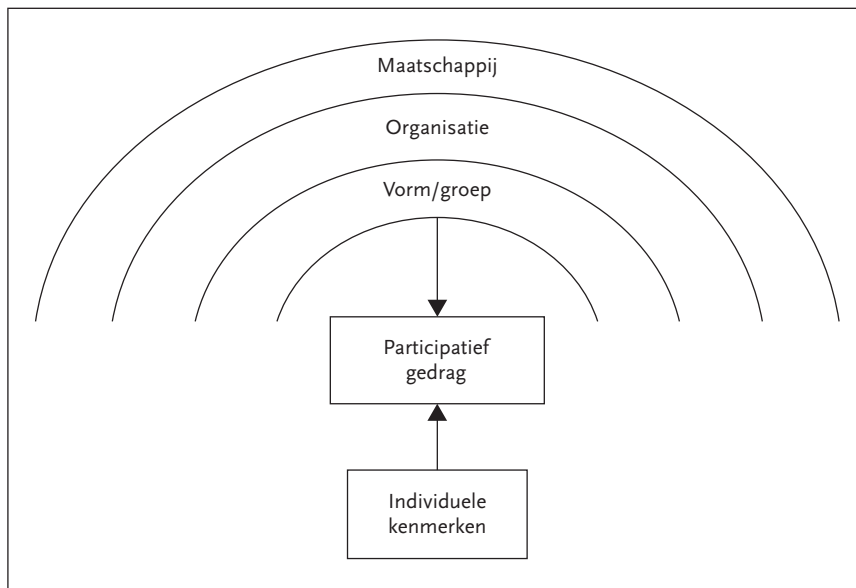 Maatschappij
Organisatie
Vorm/groep
Participatief
gedrag
Individuele
kenmerken